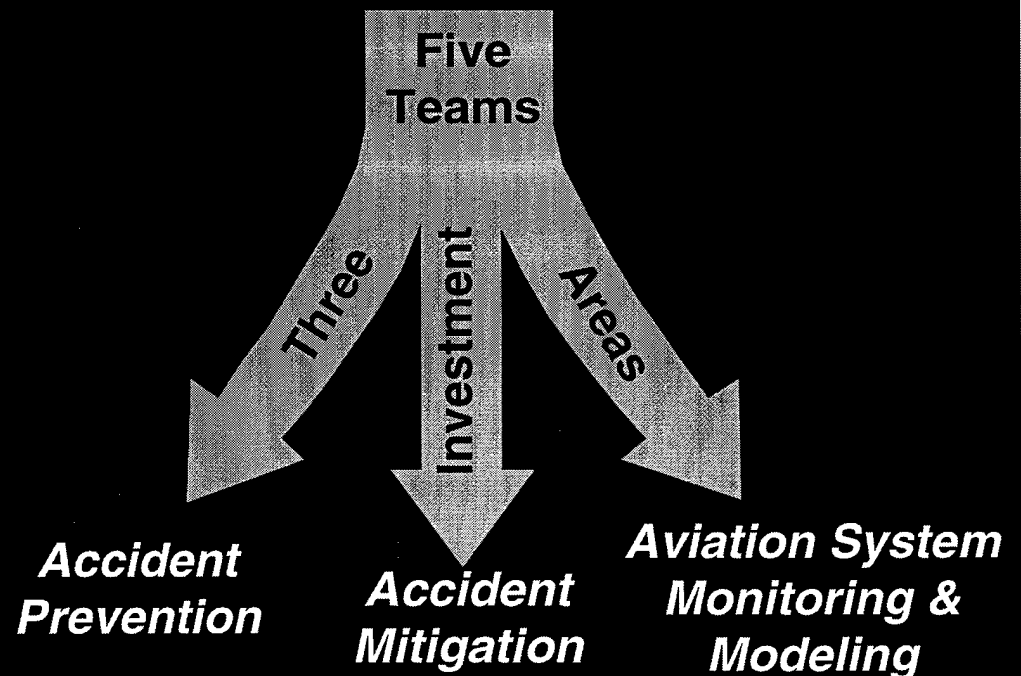 Five
Teams
Three
Investment
Areas
Accident
Prevention
Accident
Mitigation
Aviation System
Monitoring &
Modeling